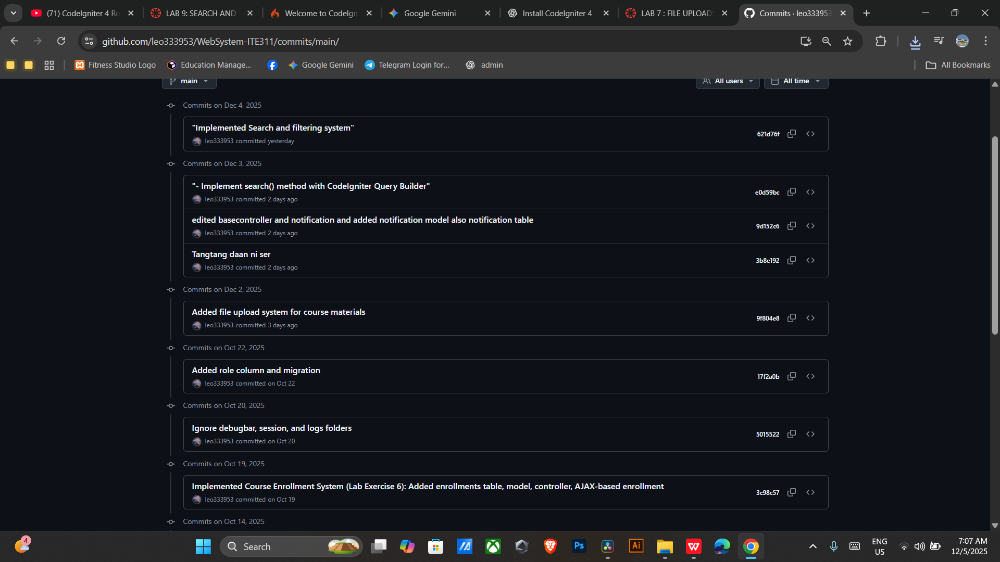 (71) CodeIgniter 4 Ro
LAB 9: SEARCH AND
Welcome to CodeIgn
Google Gemini
Install CodeIgniter 4
LAB 7 : FILE UPLOAD
Commits · leo333953
github.com/leo333953/WebSystem-ITE311/commits/main/
Fitness Studio Logo
Education Manage...
Google Gemini
Telegram Login for...
admin
All Bookmarks
main
All users
All time
Commits on Dec 4, 2025
"Implemented Search and filtering system"
leo333953 committed yesterday
621d76f
Commits on Dec 3, 2025
"- Implement search() method with CodeIgniter Query Builder"
leo333953 committed 2 days ago
e0d59bc
edited basecontroller and notification and added notification model also notification table
leo333953 committed 2 days ago
9d152c6
Tangtang daan ni ser
leo333953 committed 2 days ago
3b8e192
Commits on Dec 2, 2025
Added file upload system for course materials
leo333953 committed 3 days ago
9f804e8
Commits on Oct 22, 2025
Added role column and migration
leo333953 committed on Oct 22
17f2a0b
Commits on Oct 20, 2025
Ignore debugbar, session, and logs folders
leo333953 committed on Oct 20
5015522
Commits on Oct 19, 2025
Implemented Course Enrollment System (Lab Exercise 6): Added enrollments table, model, controller, AJAX-based enrollment
leo333953 committed on Oct 19
3c98c57
Commits on Oct 14, 2025
4
Search
Ps
Ai
W
ENG
US
7:07 AM
12/5/2025